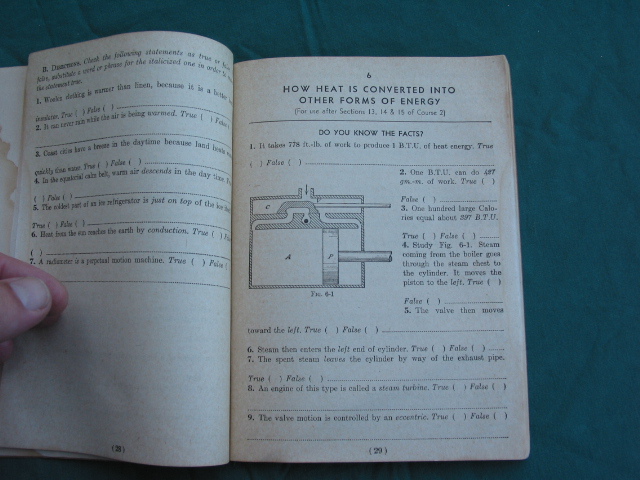 B. Directions. Check the following statements as true or
false, substitute a word or phrase for the italicized one in order to
the statement true.
1. Woolen clothing is warmer than linen, because it is a better
insulator. True ( ) False ( )
2. It can never rain while the air is being warmed. True ( )
3. Coast cities have a breeze in the daytime because land
quickly than water. True ( ) False ( )
4. In the equatorial calm belt, warm air descends in the day time.
( ) False ( )
5. The coldest part of an ice refrigerator is just on top of the ice
True ( ) False ( )
6. Heat from the sun reaches the earth by conduction. True ( )
( )
7. A radiometer is a perpetual motion machine. True ( ) False ( )
(28)
6
HOW HEAT IS CONVERTED INTO
OTHER FORMS OF ENERGY
(For use after Sections 13, 14 & 15 of Course 2)
DO YOU KNOW THE FACTS?
1. It takes 778 ft.-lb. of work to produce 1 B.T.U. of heat energy. True
( ) False ( )
2. One B.T.U. can do 427
gm.-m. of work. True ( )
False ( )
3. One hundred large Calo-
ries equal about 397 B.T.U.
True ( ) False ( )
4. Study Fig. 6-1. Steam
coming from the boiler goes
through the steam chest to
the cylinder. It moves the
piston to the left. True ( )
False ( )
5. The valve then moves
C
A
P
Fig. 6-1
toward the left. True ( ) False ( )
6. Steam then enters the left end of cylinder. True ( ) False ( )
7. The spent steam leaves the cylinder by way of the exhaust pipe.
True ( ) False ( )
8. An engine of this type is called a steam turbine. True ( ) False ( )
9. The valve motion is controlled by an eccentric. True ( ) False ( )
(29)